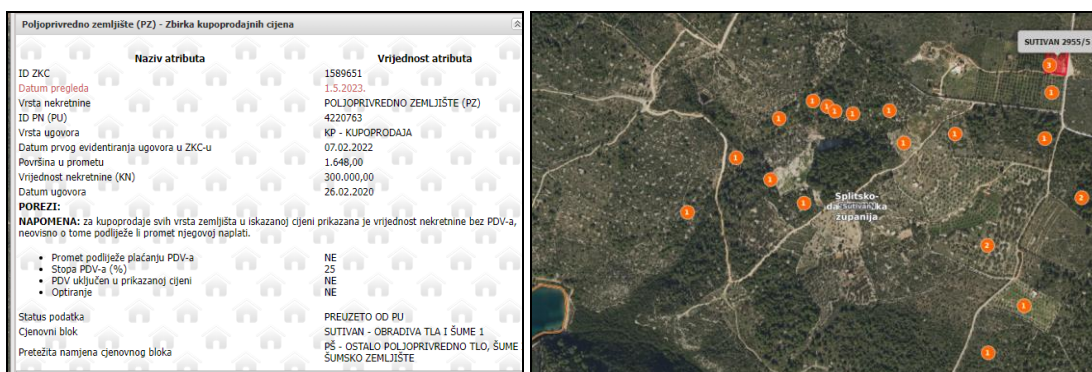 Poljoprivredno zemljište (PZ) - Zbirka kupoprodajnih cijena
Naziv atributa Vrijednost atributa
ID ZKC 1589651
Datum pregleda 1.5.2023.
Vrsta nekretnine POLJOPRIVREDNO ZEMLJIŠTE (PZ)
ID PN (PU) 4220763
Vrsta ugovora KP - KUPOPRODAJA
Datum prvog evidentiranja ugovora u ZKC-u 07.02.2022
Površina u prometu 1.648,00
Vrijednost nekretnine (KN) 300.000,00
Datum ugovora 26.02.2020
POREZI:
NAPOMENA: za kupoprodaje svih vrsta zemljišta u iskazanoj cijeni prikazana je vrijednost nekretnine bez PDV-a,
neovisno o tome podliježe li promet njegovoj naplati.
• Promet podliježe plaćanju PDV-a NE
• Stopa PDV-a (%) 25
• PDV uključen u prikazanoj cijeni NE
• Optiranje NE
Status podatka PREUZETO OD PU
Cjenovni blok SUTIVAN - OBRADIVA TLA I ŠUME 1
Pretežita namjena cjenovnog bloka PŠ - OSTALO POLJOPRIVREDNO TLO, ŠUME
ŠUMSKO ZEMLJIŠTE
SUTIVAN 2955/5
3
1
1
1
1
1
1
1
1
1
1
1
1
1
Splitsko-
Sutivan
županija
1
2
2
1
1